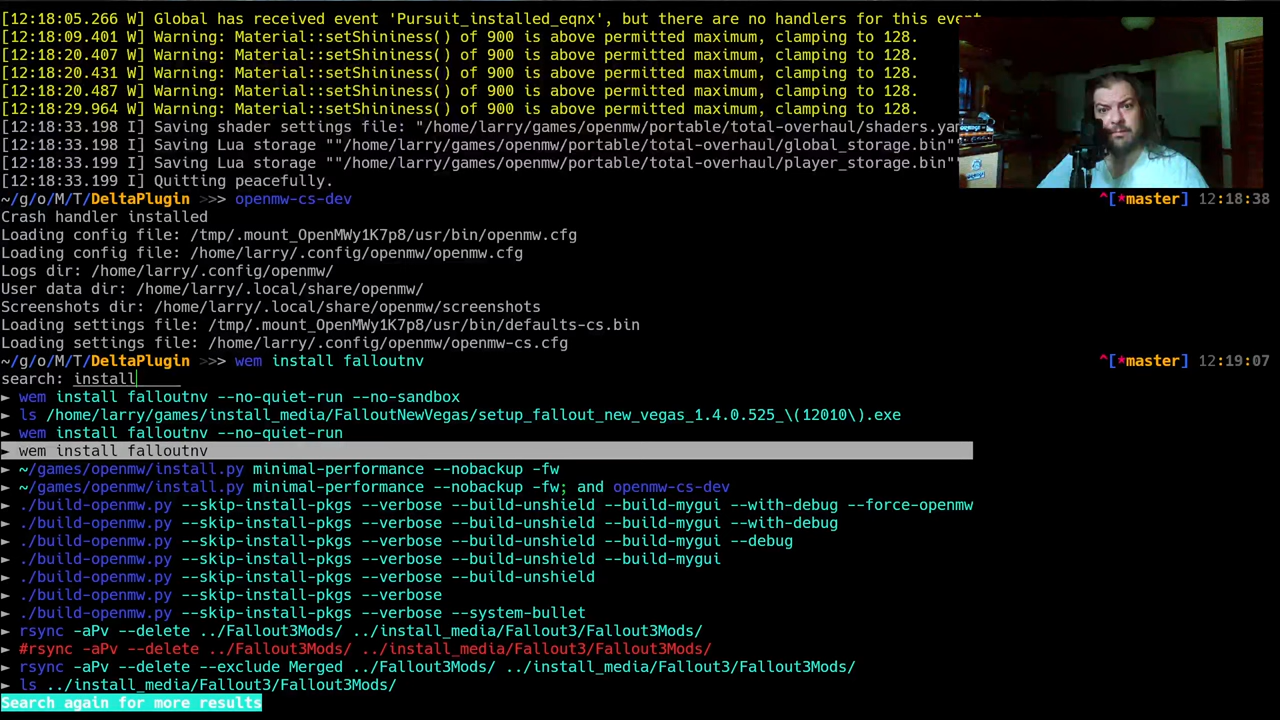 [12:18:05.266 W] Global has received event 'Pursuit_installed_eqnx', but there are no handlers for this event
[12:18:09.401 W] Warning: Material::setShininess() of 900 is above permitted maximum, clamping to 128.
[12:18:20.407 W] Warning: Material::setShininess() of 900 is above permitted maximum, clamping to 128.
[12:18:20.431 W] Warning: Material::setShininess() of 900 is above permitted maximum, clamping to 128.
[12:18:20.487 W] Warning: Material::setShininess() of 900 is above permitted maximum, clamping to 128.
[12:18:29.964 W] Warning: Material::setShininess() of 900 is above permitted maximum, clamping to 128.
[12:18:33.198 I] Saving shader settings file: "/home/larry/games/openmw/portable/total-overhaul/shaders.ya
[12:18:33.198 I] Saving Lua storage ""/home/larry/games/openmw/portable/total-overhaul/global_storage.bin"
[12:18:33.199 I] Saving Lua storage ""/home/larry/games/openmw/portable/total-overhaul/player_storage.bin"
[12:18:33.199 I] Quitting peacefully.
~/g/o/M/T/DeltaPlugin >>> openmw-cs-dev ^[*master] 12:18:38
Crash handler installed
Loading config file: /tmp/.mount_OpenMWy1K7p8/usr/bin/openmw.cfg
Loading config file: /home/larry/.config/openmw/openmw.cfg
Logs dir: /home/larry/.config/openmw/
User data dir: /home/larry/.local/share/openmw/
Screenshots dir: /home/larry/.local/share/openmw/screenshots
Loading settings file: /tmp/.mount_OpenMWy1K7p8/usr/bin/defaults-cs.bin
Loading settings file: /home/larry/.config/openmw/openmw-cs.cfg
~/g/o/M/T/DeltaPlugin >>> wem install falloutnv ^[*master] 12:19:07
search: install
► wem install falloutnv --no-quiet-run --no-sandbox
► ls /home/larry/games/install_media/FalloutNewVegas/setup_fallout_new_vegas_1.4.0.525_\(12010\).exe
► wem install falloutnv --no-quiet-run
► wem install falloutnv
► ~/games/openmw/install.py minimal-performance --nobackup -fw
► ~/games/openmw/install.py minimal-performance --nobackup -fw; and openmw-cs-dev
► ./build-openmw.py --skip-install-pkgs --verbose --build-unshield --build-mygui --with-debug --force-openmw
► ./build-openmw.py --skip-install-pkgs --verbose --build-unshield --build-mygui --with-debug
► ./build-openmw.py --skip-install-pkgs --verbose --build-unshield --build-mygui --debug
► ./build-openmw.py --skip-install-pkgs --verbose --build-unshield --build-mygui
► ./build-openmw.py --skip-install-pkgs --verbose --build-unshield
► ./build-openmw.py --skip-install-pkgs --verbose
► ./build-openmw.py --skip-install-pkgs --verbose --system-bullet
► rsync -aPv --delete ../Fallout3Mods/ ../install_media/Fallout3/Fallout3Mods/
► #rsync -aPv --delete ../Fallout3Mods/ ../install_media/Fallout3/Fallout3Mods/
► rsync -aPv --delete --exclude Merged ../Fallout3Mods/ ../install_media/Fallout3/Fallout3Mods/
► ls ../install_media/Fallout3/Fallout3Mods/
Search again for more results